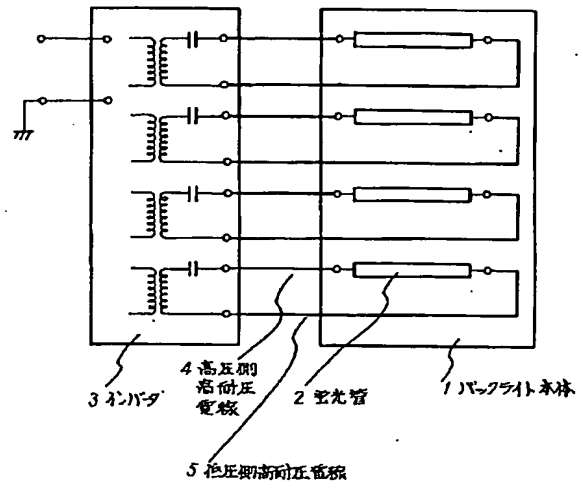 4 高圧側
高耐圧
電線
3 インバータ
2 蛍光管
1 バックライト本体
5 低圧側高耐圧電線